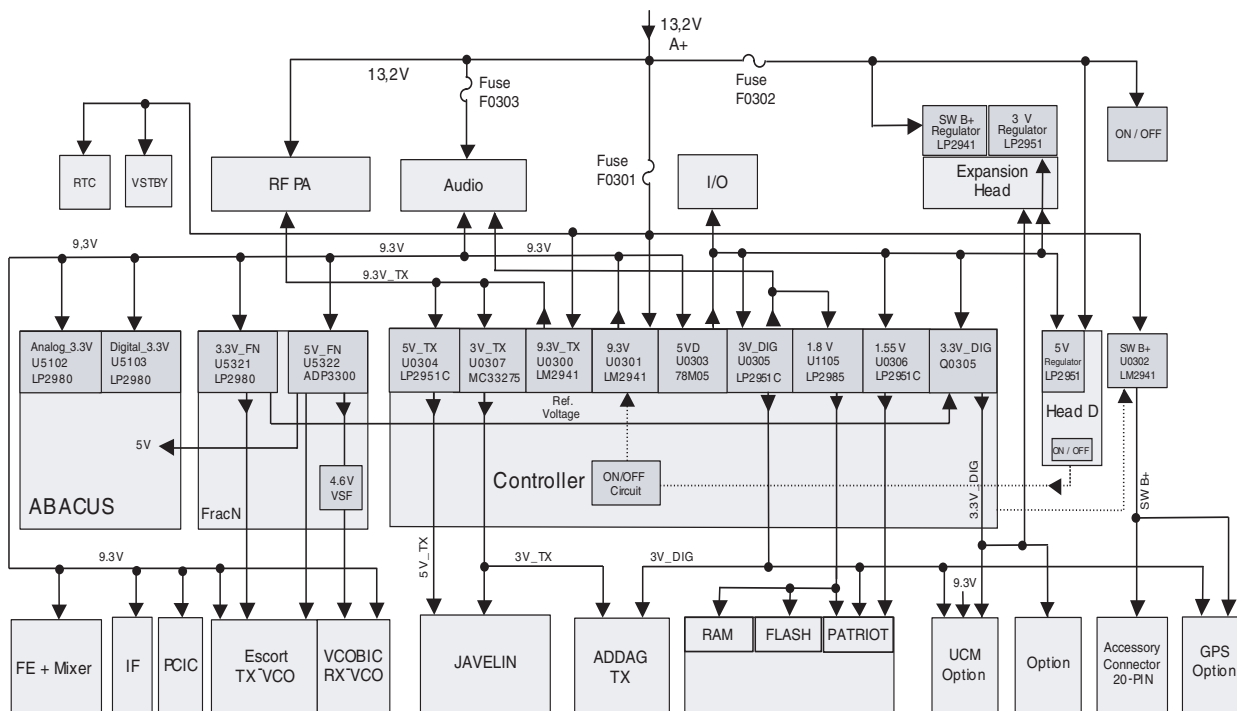 13,2V
A+
13,2V
Fuse
F0303
Fuse
F0302
SW B+
Regulator
LP2941
3 V
Regulator
LP2951
ON / OFF
Expansion
Head
RTC
VSTBY
RF PA
Audio
Fuse
F0301
I/O
9,3V
9.3V
9.3V
9.3V_TX
Analog_3.3V
U5102
LP2980
Digital_3.3V
U5103
LP2980
3.3V_FN
U5321
LP2980
5V_FN
U5322
ADP3300
5V_TX
U0304
LP2951C
3V_TX
U0307
MC33275
9.3V_TX
U0300
LM2941
9.3V
U0301
LM2941
5VD
U0303
78M05
3V_DIG
U0305
LP2951C
1.8 V
U1105
LP2985
1.55 V
U0306
LP2951C
3.3V_DIG
Q0305
5V
Regulator
LP2951
SW B+
U0302
LM2941
Ref.
Voltage
Head D
ON / OFF
5V
4.6V
VSF
Controller
ON/OFF
Circuit
3.3V_DIG
SW B+
ABACUS
FracN
9.3V
5V_TX
3V_TX
3V_DIG
9.3V
FE + Mixer
IF
PCIC
Escort
TX-VCO
VCOBIC
RX-VCO
JAVELIN
ADDAG
TX
RAM
FLASH
PATRIOT
UCM
Option
Option
Accessory
Connector
20-PIN
GPS
Option